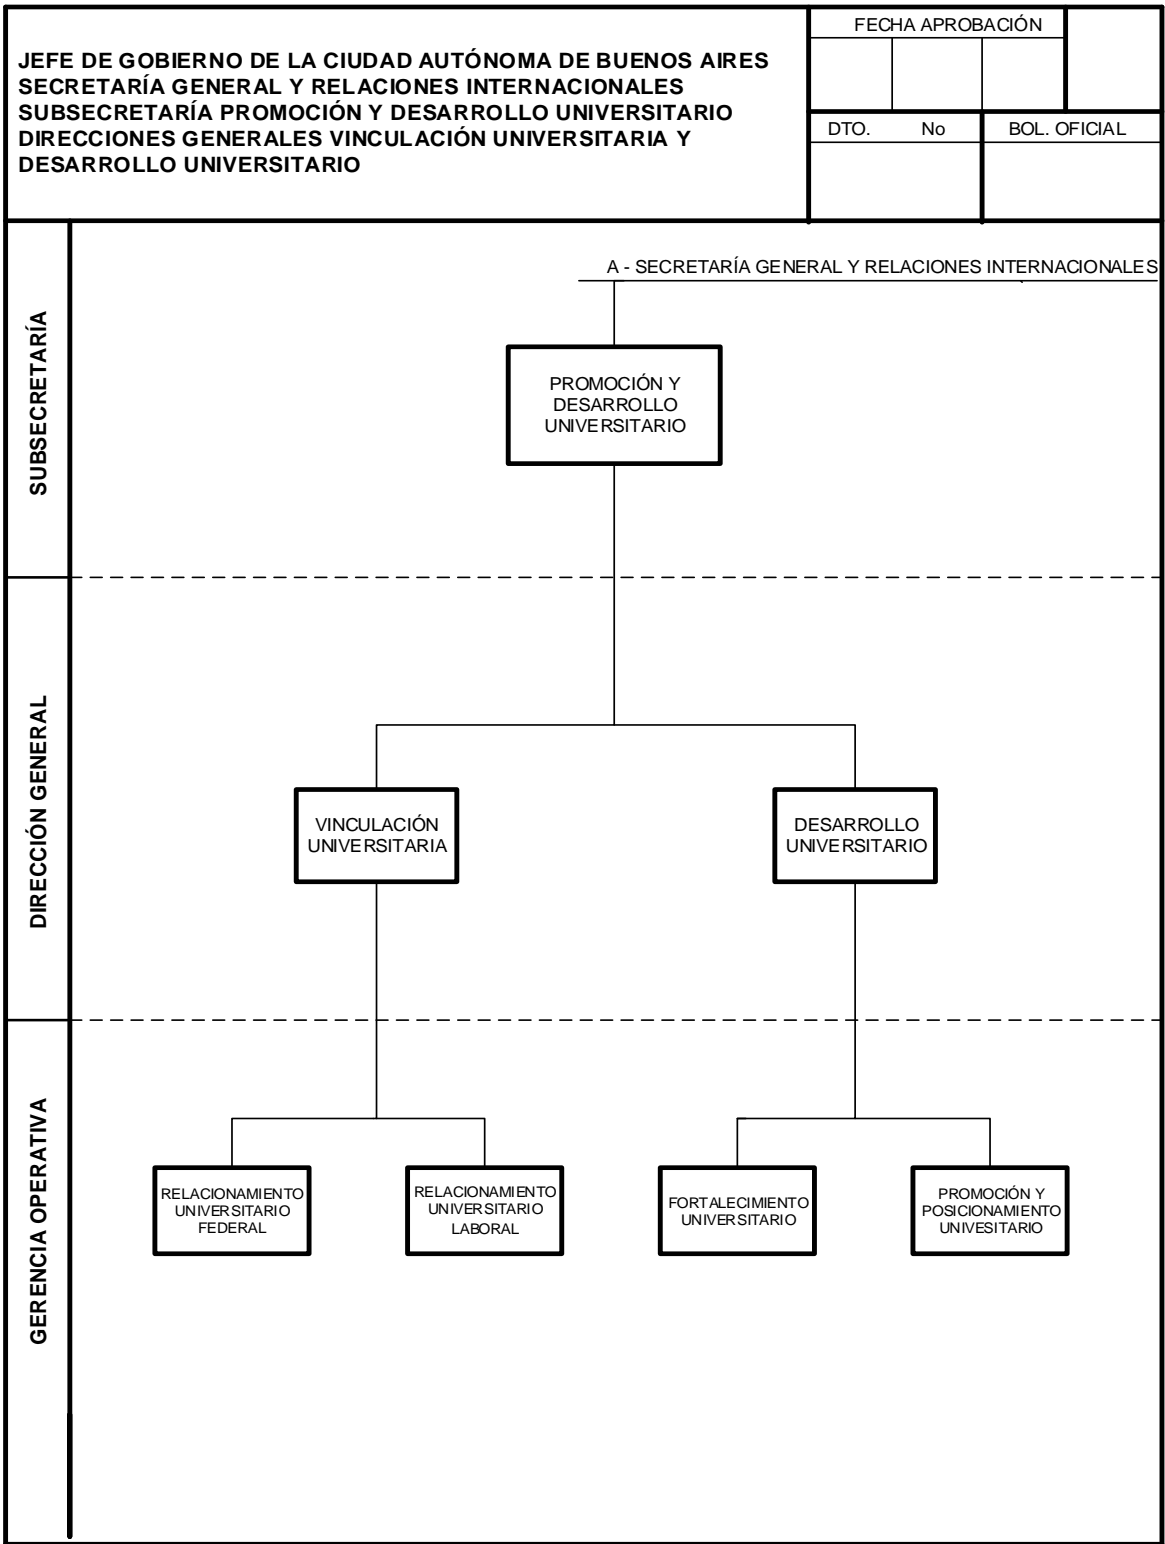 JEFE DE GOBIERNO DE LA CIUDAD AUTÓNOMA DE BUENOS AIRES
SECRETARÍA GENERAL Y RELACIONES INTERNACIONALES
SUBSECRETARÍA PROMOCIÓN Y DESARROLLO UNIVERSITARIO
DIRECCIONES GENERALES VINCULACIÓN UNIVERSITARIA Y
DESARROLLO UNIVERSITARIO
FECHA APROBACIÓN
DTO. No
BOL. OFICIAL
SUBSECRETARÍA
A - SECRETARÍA GENERAL Y RELACIONES INTERNACIONALES
PROMOCIÓN Y
DESARROLLO
UNIVERSITARIO
DIRECCIÓN GENERAL
VINCULACIÓN
UNIVERSITARIA
DESARROLLO
UNIVERSITARIO
GERENCIA OPERATIVA
RELACIONAMIENTO
UNIVERSITARIO
FEDERAL
RELACIONAMIENTO
UNIVERSITARIO
LABORAL
FORTALECIMIENTO
UNIVERSITARIO
PROMOCIÓN Y
POSICIONAMIENTO
UNIVESITARIO